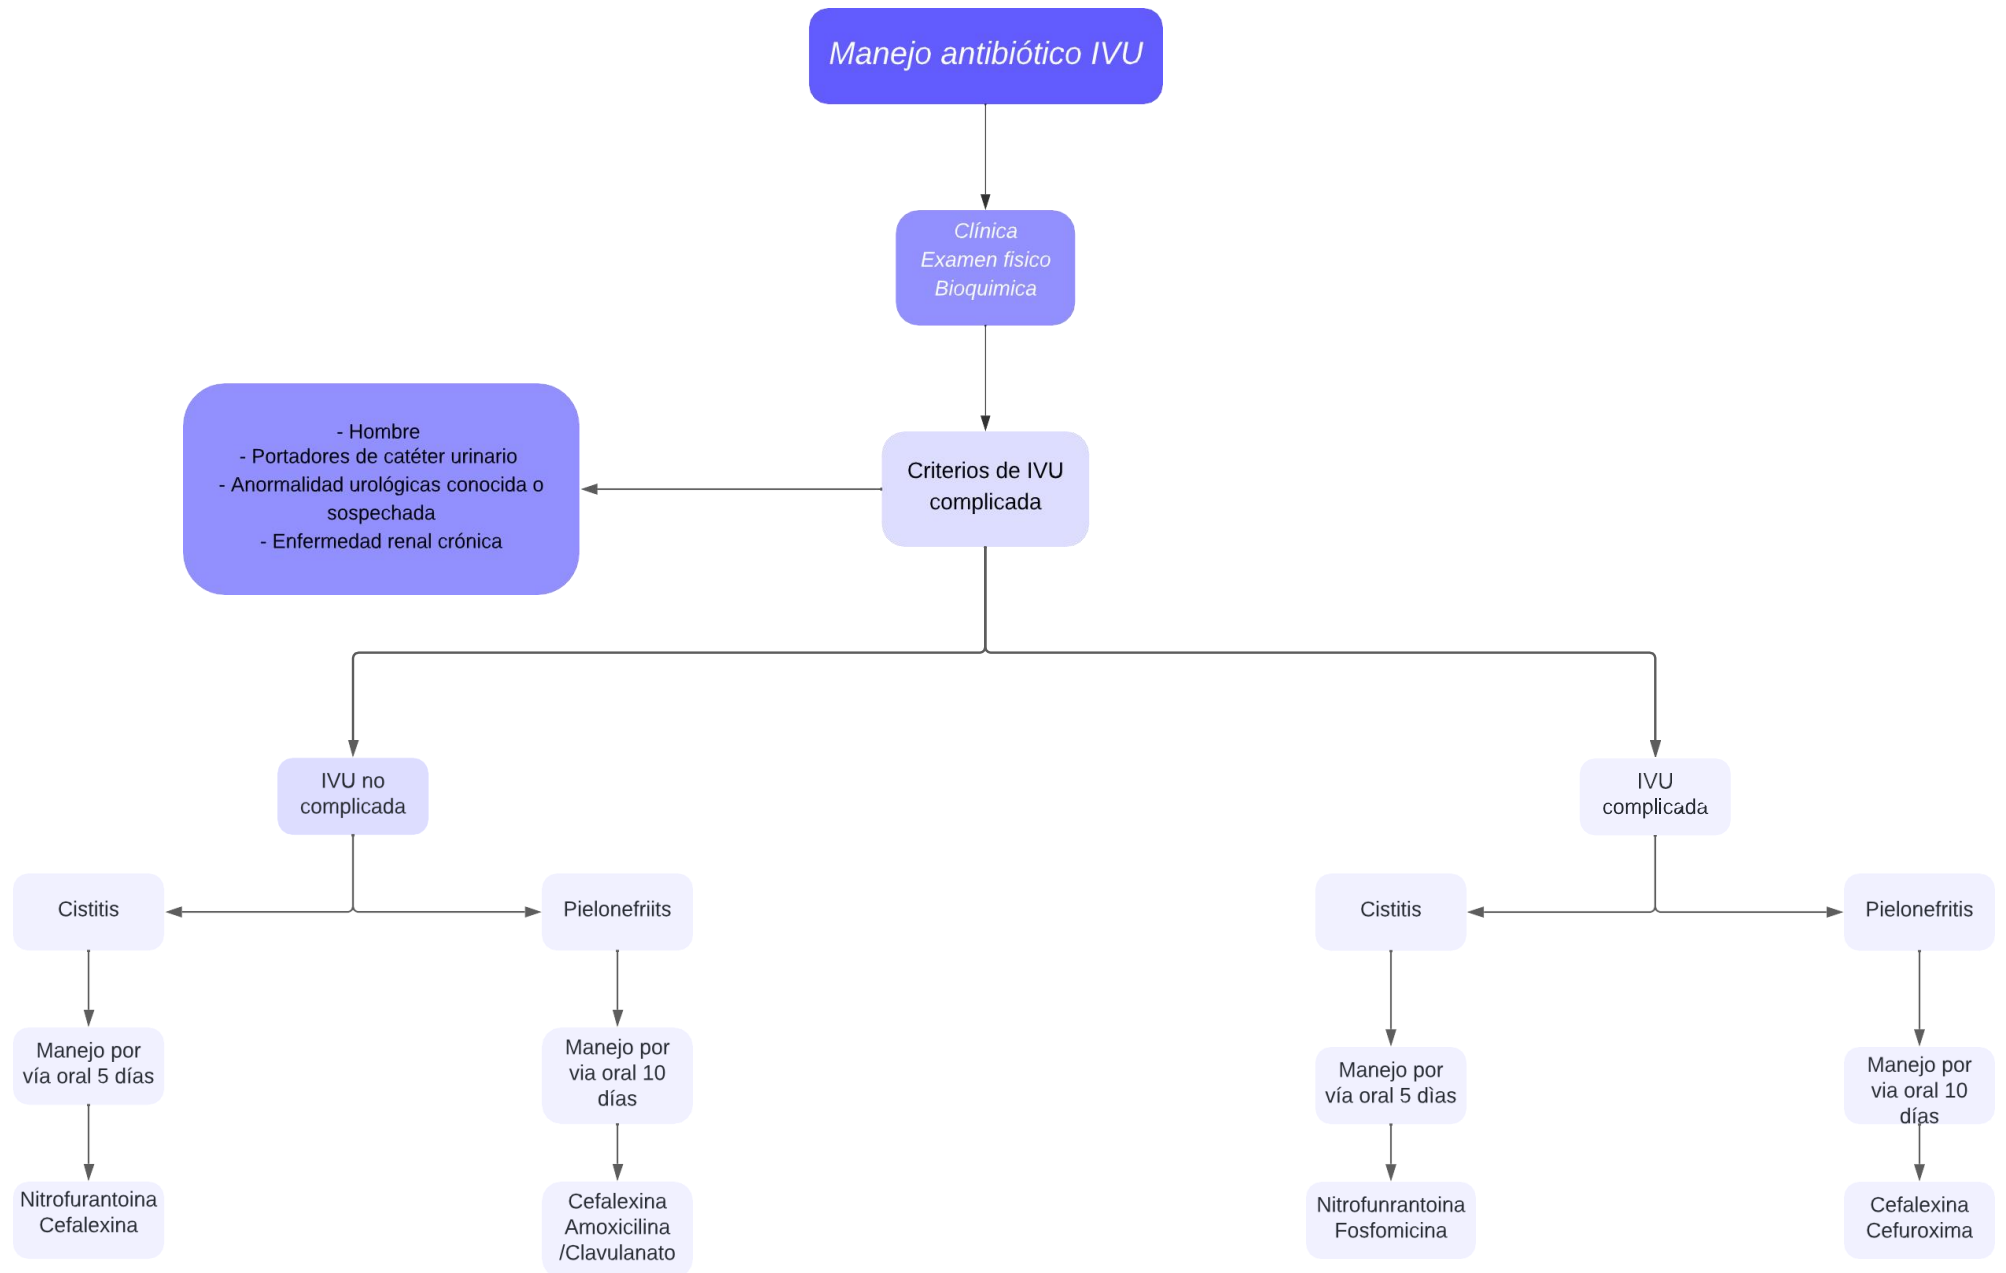 Manejo antibiótico IVU
Clínica
Examen fisico
Bioquimica
- Hombre
- Portadores de catéter urinario
- Anormalidad urológicas conocida o
sospechada
- Enfermedad renal crónica
Criterios de IVU
complicada
IVU no
complicada
IVU
complicada
Cistitis
Pielonefriits
Cistitis
Pielonefritis
Manejo por
vía oral 5 días
Manejo por
via oral 10
días
Manejo por
vía oral 5 dìas
Manejo por
via oral 10
días
Nitrofurantoina
Cefalexina
Cefalexina
Amoxicilina
/Clavulanato
Nitrofunrantoina
Fosfomicina
Cefalexina
Cefuroxima